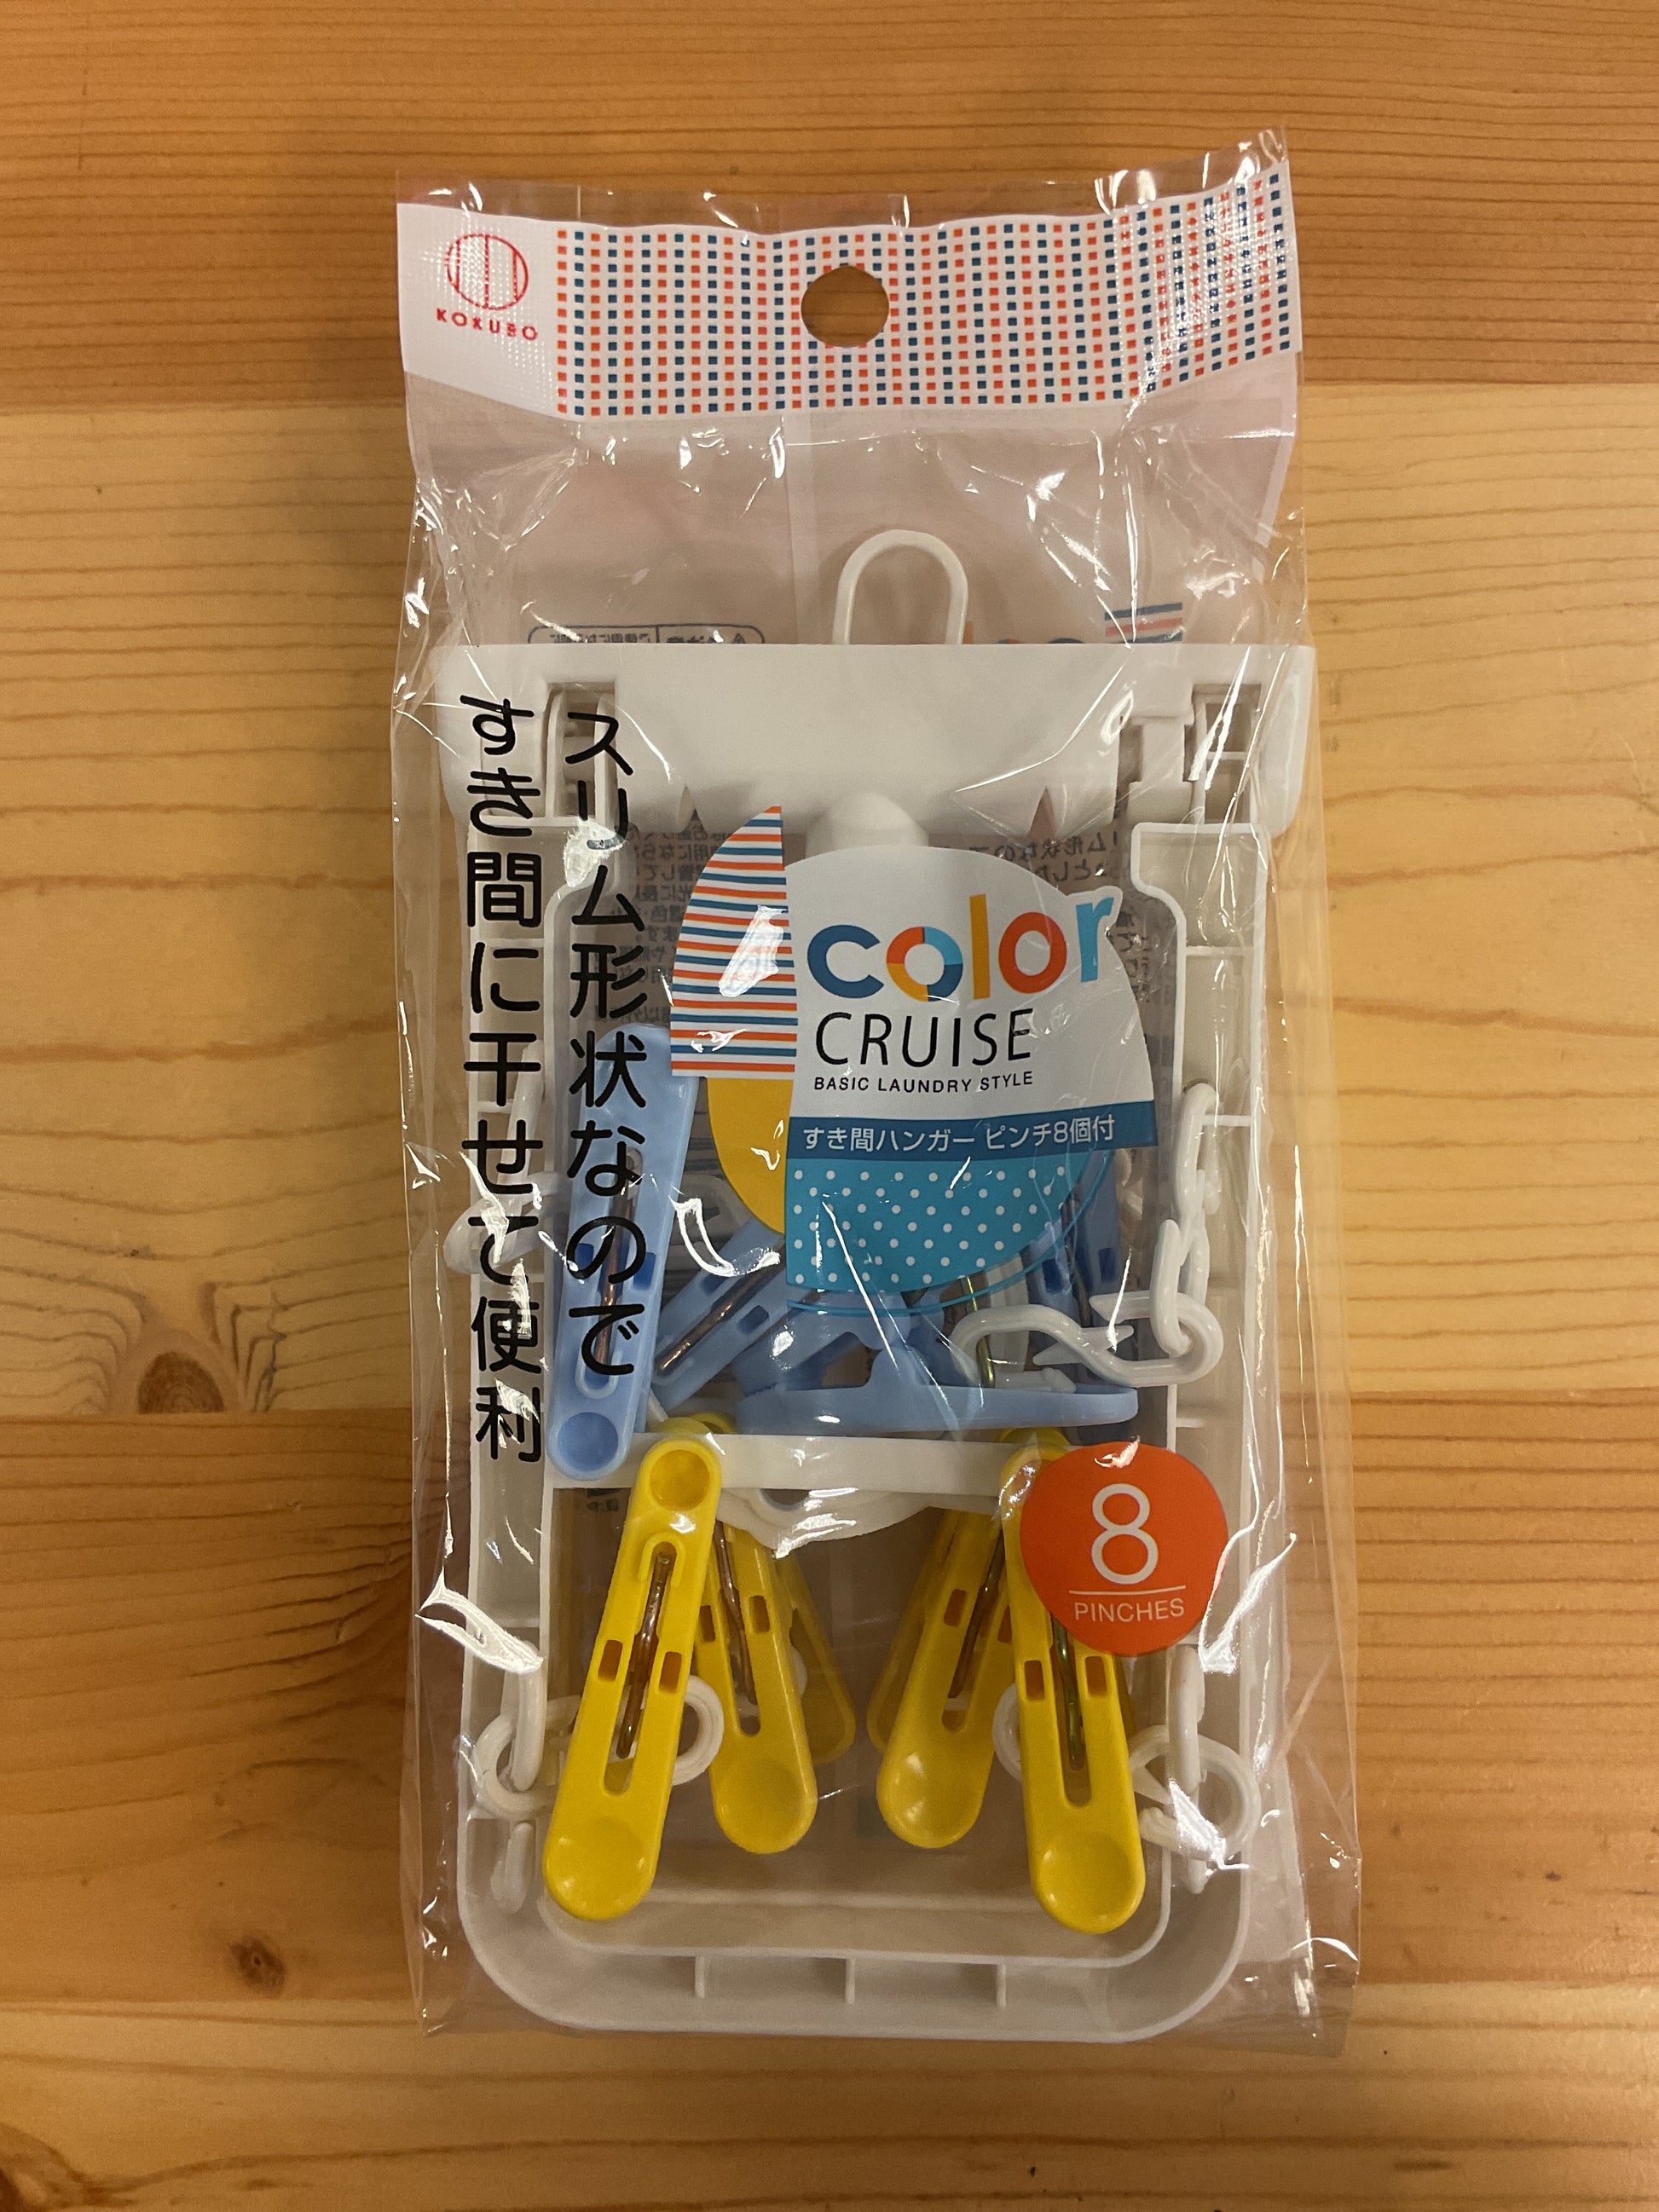 KOKUBO
スリム形状なので
すき間に干せて便利
color
CRUISE
BASIC LAUNDRY STYLE
すき間ハンガー ピンチ8個付
8
PINCHES